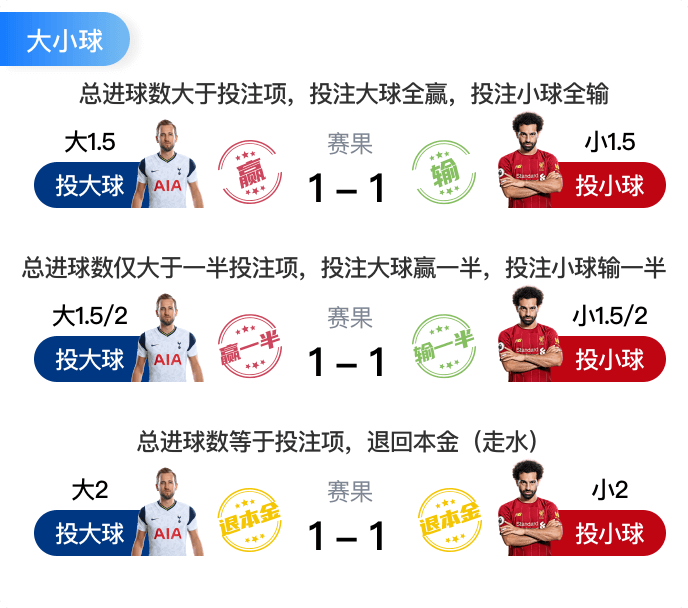 大小球
总进球数大于投注项，投注大球全赢，投注小球全输
大1.5 赛果 小1.5
投大球 AIA 赢 1 – 1 输 Standard 投小球
总进球数仅大于一半投注项，投注大球赢一半，投注小球输一半
大1.5/2 赛果 小1.5/2
投大球 AIA 赢一半 1 – 1 输一半 Standard 投小球
总进球数等于投注项，退回本金（走水）
大2 赛果 小2
投大球 AIA 退本金 1 – 1 退本金 Standard 投小球